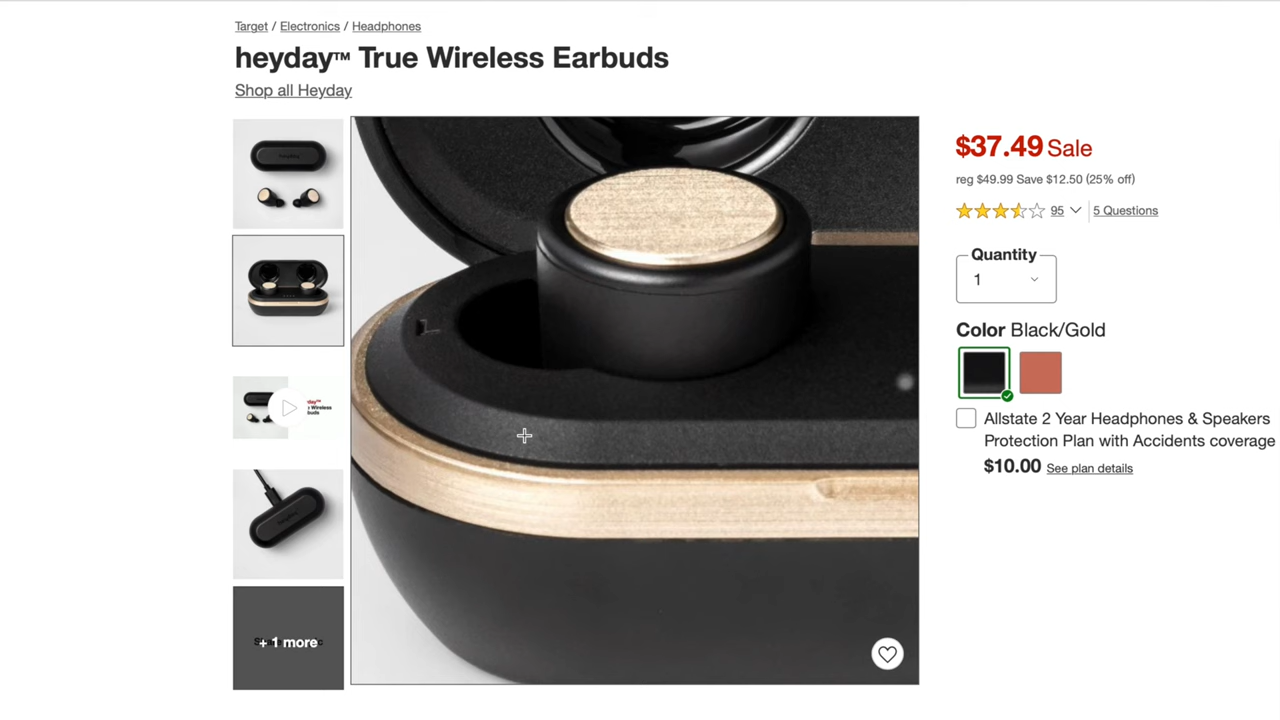 Target / Electronics / Headphones
heyday™ True Wireless Earbuds
Shop all Heyday
heyday
+ 1 more
$37.49 Sale
reg $49.99 Save $12.50 (25% off)
95
5 Questions
Quantity
1
Color Black/Gold
Allstate 2 Year Headphones & Speakers
Protection Plan with Accidents coverage
$10.00 See plan details